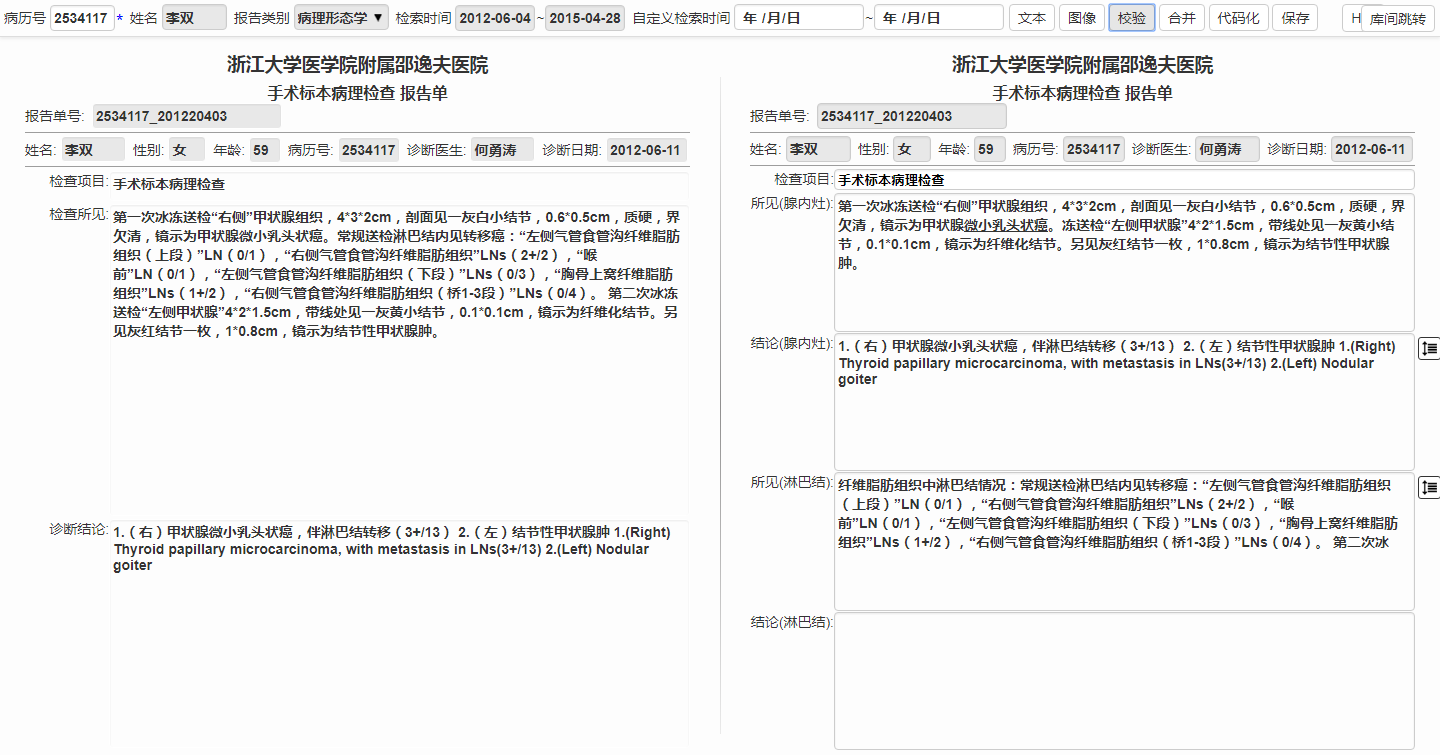 病历号 2534117 * 姓名 李双 报告类别 病理形态学 ▼ 检索时间 2012-06-04 ~ 2015-04-28 自定义检索时间 年 /月/日 ~ 年 /月/日 文本 图像 校验 合并 代码化 保存 H 库间跳转
浙江大学医学院附属邵逸夫医院
手术标本病理检查 报告单
报告单号: 2534117_201220403
姓名: 李双 性别: 女 年龄: 59 病历号: 2534117 诊断医生: 何勇涛 诊断日期: 2012-06-11
检查项目: 手术标本病理检查
检查所见: 第一次冰冻送检“右侧”甲状腺组织，4*3*2cm，剖面见一灰白小结节，0.6*0.5cm，质硬，界
欠清，镜示为甲状腺微小乳头状癌。常规送检淋巴结内见转移癌：“左侧气管食管沟纤维脂肪
组织（上段）”LN（0/1），“右侧气管食管沟纤维脂肪组织”LNs（2+/2），“喉
前”LN（0/1），“左侧气管食管沟纤维脂肪组织（下段）”LNs（0/3），“胸骨上窝纤维脂肪
组织”LNs（1+/2），“右侧气管食管沟纤维脂肪组织（桥1-3段）”LNs（0/4）。 第二次冰冻
送检“左侧甲状腺”4*2*1.5cm，带线处见一灰黄小结节，0.1*0.1cm，镜示为纤维化结节。另
见灰红结节一枚，1*0.8cm，镜示为结节性甲状腺肿。
诊断结论: 1.（右）甲状腺微小乳头状癌，伴淋巴结转移（3+/13） 2.（左）结节性甲状腺肿 1.(Right)
Thyroid papillary microcarcinoma, with metastasis in LNs(3+/13) 2.(Left) Nodular
goiter
浙江大学医学院附属邵逸夫医院
手术标本病理检查 报告单
报告单号: 2534117_201220403
姓名: 李双 性别: 女 年龄: 59 病历号: 2534117 诊断医生: 何勇涛 诊断日期: 2012-06-11
检查项目: 手术标本病理检查
所见(腺内灶): 第一次冰冻送检“右侧”甲状腺组织，4*3*2cm，剖面见一灰白小结节，0.6*0.5cm，质硬，界
欠清，镜示为甲状腺微小乳头状癌。冻送检“左侧甲状腺”4*2*1.5cm，带线处见一灰黄小结
节，0.1*0.1cm，镜示为纤维化结节。另见灰红结节一枚，1*0.8cm，镜示为结节性甲状腺
肿。
结论(腺内灶): 1.（右）甲状腺微小乳头状癌，伴淋巴结转移（3+/13） 2.（左）结节性甲状腺肿 1.(Right)
Thyroid papillary microcarcinoma, with metastasis in LNs(3+/13) 2.(Left) Nodular
goiter
所见(淋巴结): 纤维脂肪组织中淋巴结情况：常规送检淋巴结内见转移癌：“左侧气管食管沟纤维脂肪组织
（上段）”LN（0/1），“右侧气管食管沟纤维脂肪组织”LNs（2+/2），“喉
前”LN（0/1），“左侧气管食管沟纤维脂肪组织（下段）”LNs（0/3），“胸骨上窝纤维脂肪
组织”LNs（1+/2），“右侧气管食管沟纤维脂肪组织（桥1-3段）”LNs（0/4）。 第二次冰
结论(淋巴结):